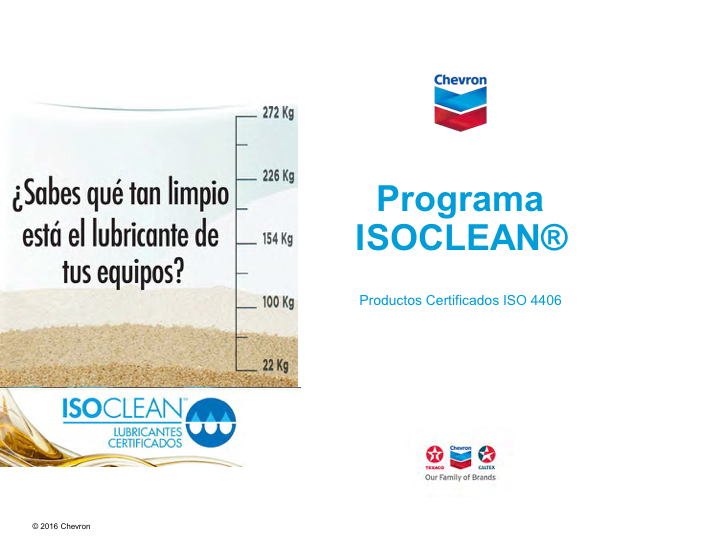 272 Kg
¿Sabes qué tan limpio
226 Kg
está el lubricante de
154 Kg
tus equipos?
100 Kg
22 Kg
ISOCLEAN™
LUBRICANTES
CERTIFICADOS
Chevron
Programa
ISOCLEAN®
Productos Certificados ISO 4406
TEXACO
Chevron
CALTEX
Our Family of Brands
© 2016 Chevron